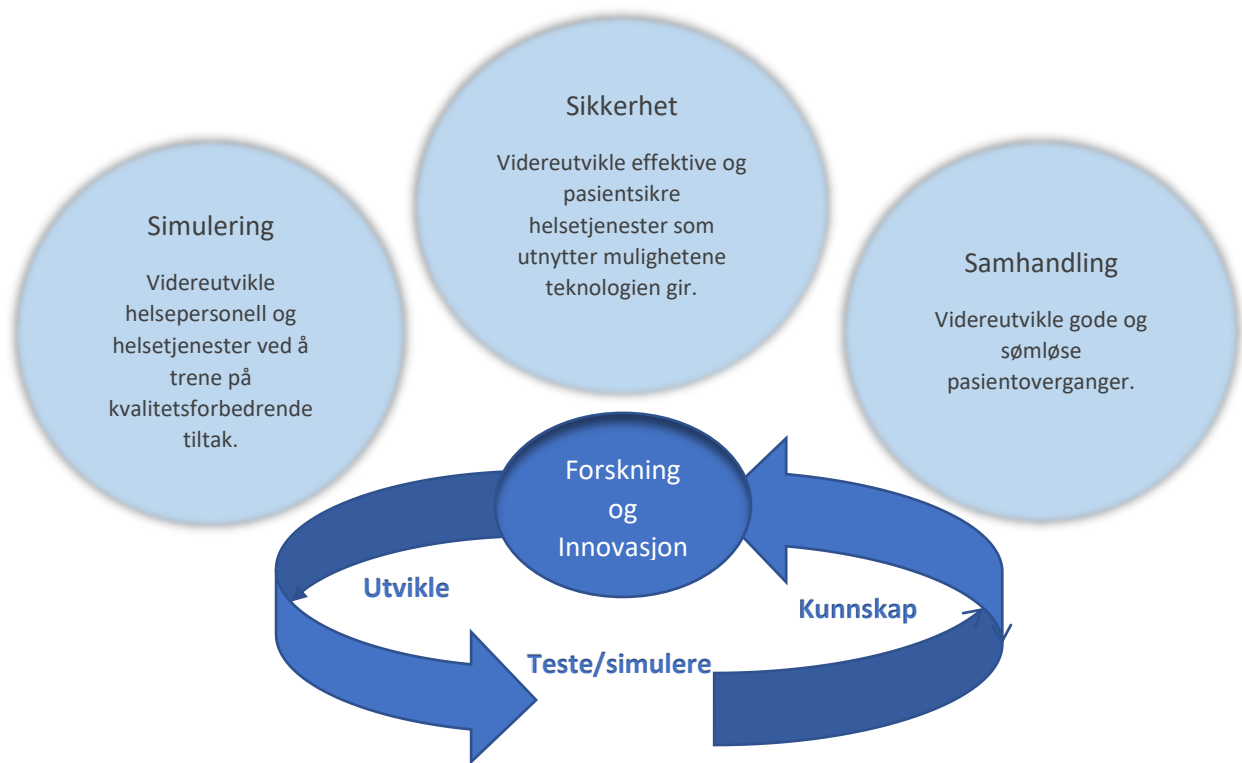 Simulering
Videreutvikle
helsepersonell og
helsetjenester ved å
trene på
kvalitetsforbedrende
tiltak.
Sikkerhet
Videreutvikle effektive og
pasientsikre
helsetjenester som
utnytter mulighetene
teknologien gir.
Samhandling
Videreutvikle gode og
sømløse
pasientoverganger.
Forskning
og
Innovasjon
Utvikle
Teste/simulere
Kunnskap